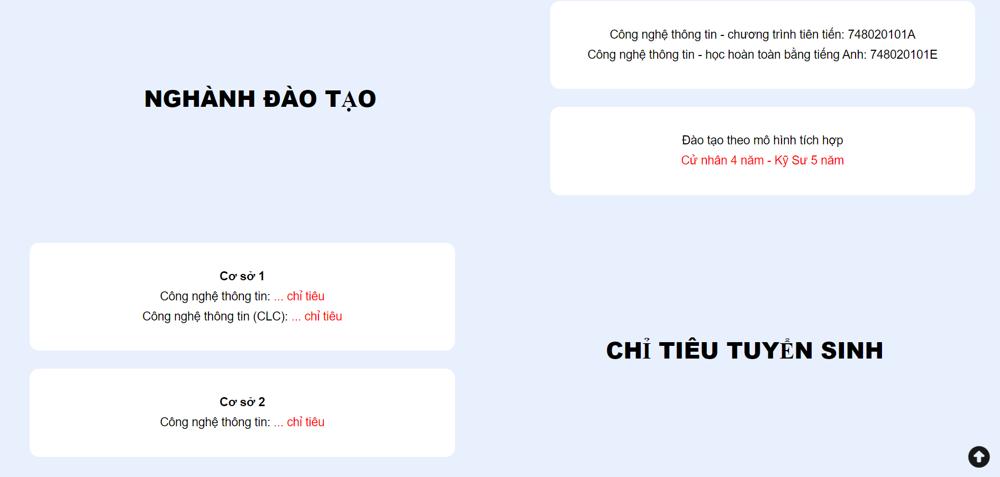 NGHÀNH ĐÀO TẠO
Công nghệ thông tin - chương trình tiên tiến: 748020101A
Công nghệ thông tin - học hoàn toàn bằng tiếng Anh: 748020101E
Đào tạo theo mô hình tích hợp
Cử nhân 4 năm - Kỹ Sư 5 năm
Cơ sở 1
Công nghệ thông tin: ... chỉ tiêu
Công nghệ thông tin (CLC): ... chỉ tiêu
Cơ sở 2
Công nghệ thông tin: ... chỉ tiêu
CHỈ TIÊU TUYỂN SINH